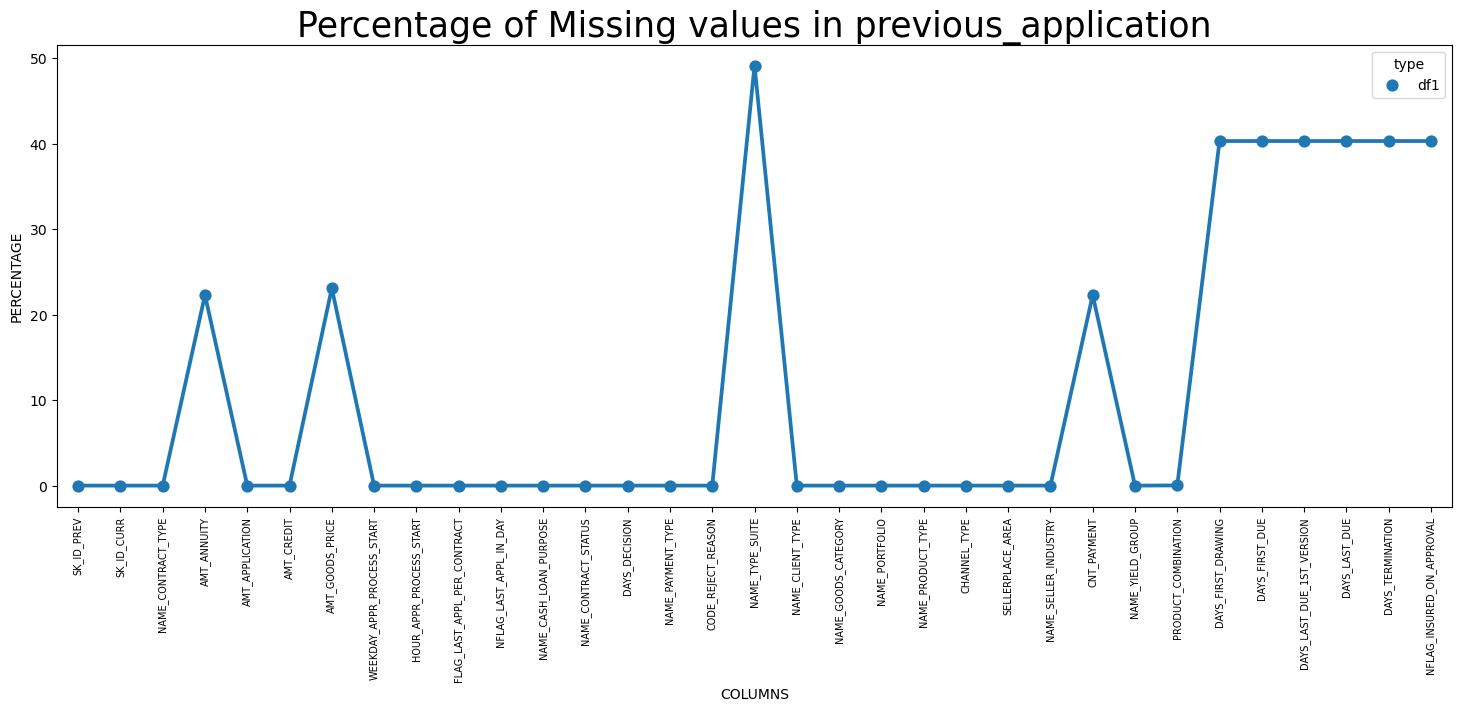 Percentage of Missing values in previous_application
type
df1
PERCENTAGE
50
40
30
20
10
0
SK_ID_PREV
SK_ID_CURR
NAME_CONTRACT_TYPE
AMT_ANNUITY
AMT_APPLICATION
AMT_CREDIT
AMT_GOODS_PRICE
WEEKDAY_APPR_PROCESS_START
HOUR_APPR_PROCESS_START
FLAG_LAST_APPL_PER_CONTRACT
NFLAG_LAST_APPL_IN_DAY
NAME_CASH_LOAN_PURPOSE
NAME_CONTRACT_STATUS
DAYS_DECISION
NAME_PAYMENT_TYPE
CODE_REJECT_REASON
NAME_TYPE_SUITE
NAME_CLIENT_TYPE
NAME_GOODS_CATEGORY
NAME_PORTFOLIO
NAME_PRODUCT_TYPE
CHANNEL_TYPE
SELLERPLACE_AREA
NAME_SELLER_INDUSTRY
CNT_PAYMENT
NAME_YIELD_GROUP
PRODUCT_COMBINATION
DAYS_FIRST_DRAWING
DAYS_FIRST_DUE
DAYS_LAST_DUE_1ST_VERSION
DAYS_LAST_DUE
DAYS_TERMINATION
NFLAG_INSURED_ON_APPROVAL
COLUMNS